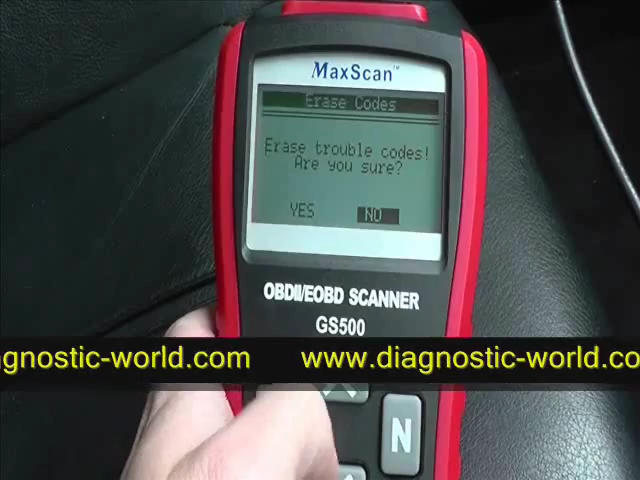 MaxScan™
Erase Codes
Erase trouble codes!
Are you sure?
YES NO
OBDII/EOBD SCANNER
GS500
agnostic-world.com www.diagnostic-world.co
N